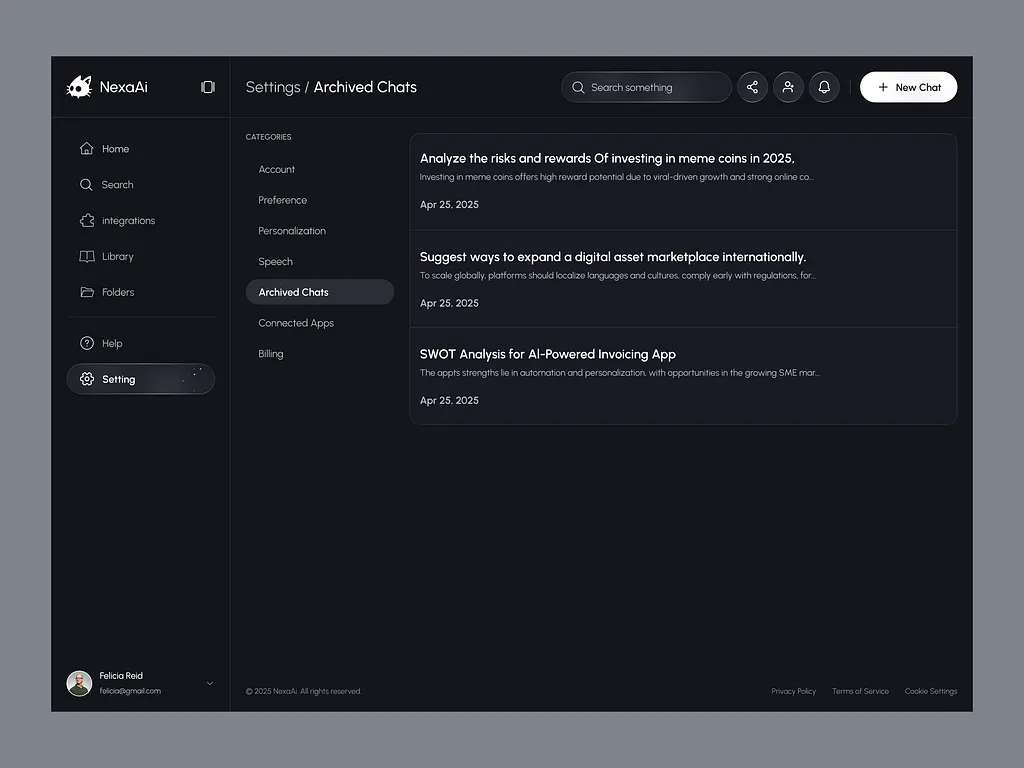 NexaAi
Settings / Archived Chats
Search something
New Chat
Home
Search
integrations
Library
Folders
Help
Setting
CATEGORIES
Account
Preference
Personalization
Speech
Archived Chats
Connected Apps
Billing
Analyze the risks and rewards Of investing in meme coins in 2025,
Investing in meme coins offers high reward potential due to viral-driven growth and strong online co...
Apr 25, 2025
Suggest ways to expand a digital asset marketplace internationally.
To scale globally, platforms should localize languages and cultures, comply early with regulations, for...
Apr 25, 2025
SWOT Analysis for AI-Powered Invoicing App
The appts strengths lie in automation and personalization, with opportunities in the growing SME mar...
Apr 25, 2025
Felicia Reid
felicia@gmail.com
© 2025 NexaAi. All rights reserved.
Privacy Policy
Terms of Service
Cookie Settings